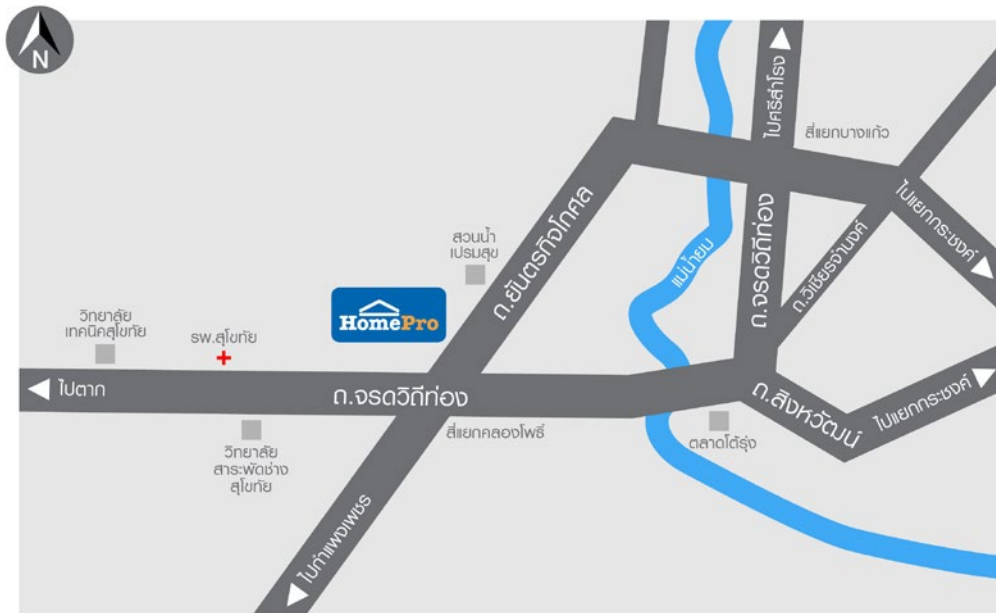 N
ไปศรีสำโรง
สี่แยกบางแก้ว
ไปแยกกระชงค์
ถ.ยันตรกิจโกศล
ถ.จรดวิถีถ่อง
ถ.วิเชียรจำนงค์
แม่น้ำยม
สวนน้ำ
เปรมสุข
HomePro
วิทยาลัย
เทคนิคสุโขทัย
รพ.สุโขทัย
ไปตาก
ถ.จรดวิถีถ่อง
สี่แยกคลองโพธิ์
ถ.สิงหวัฒน์
ไปแยกกระชงค์
ตลาดโต้รุ่ง
วิทยาลัย
สาระพัดช่าง
สุโขทัย
ไปกำแพงเพชร